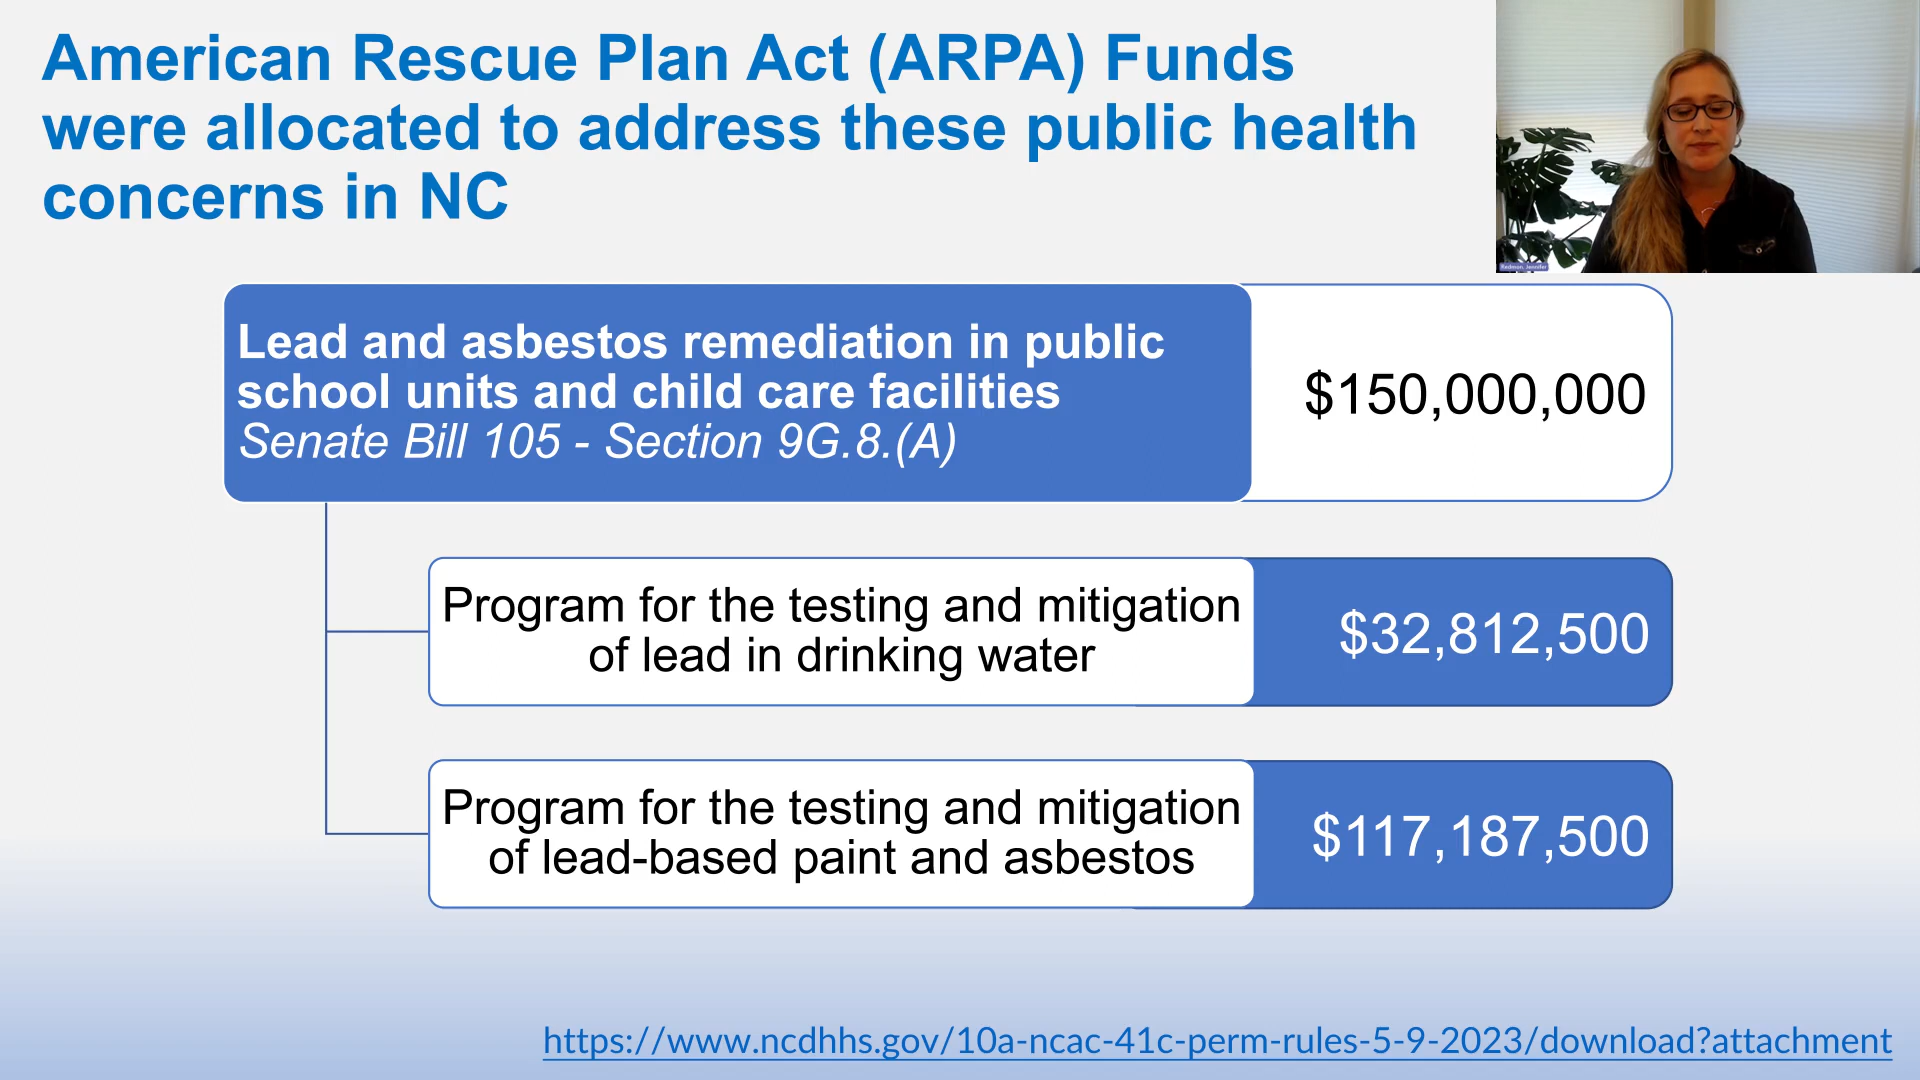 American Rescue Plan Act (ARPA) Funds
were allocated to address these public health
concerns in NC
Redman, Jennifer
Lead and asbestos remediation in public
school units and child care facilities
Senate Bill 105 - Section 9G.8.(A)
$150,000,000
Program for the testing and mitigation
of lead in drinking water
$32,812,500
Program for the testing and mitigation
of lead-based paint and asbestos
$117,187,500
https://www.ncdhhs.gov/10a-ncac-41c-perm-rules-5-9-2023/download?attachment